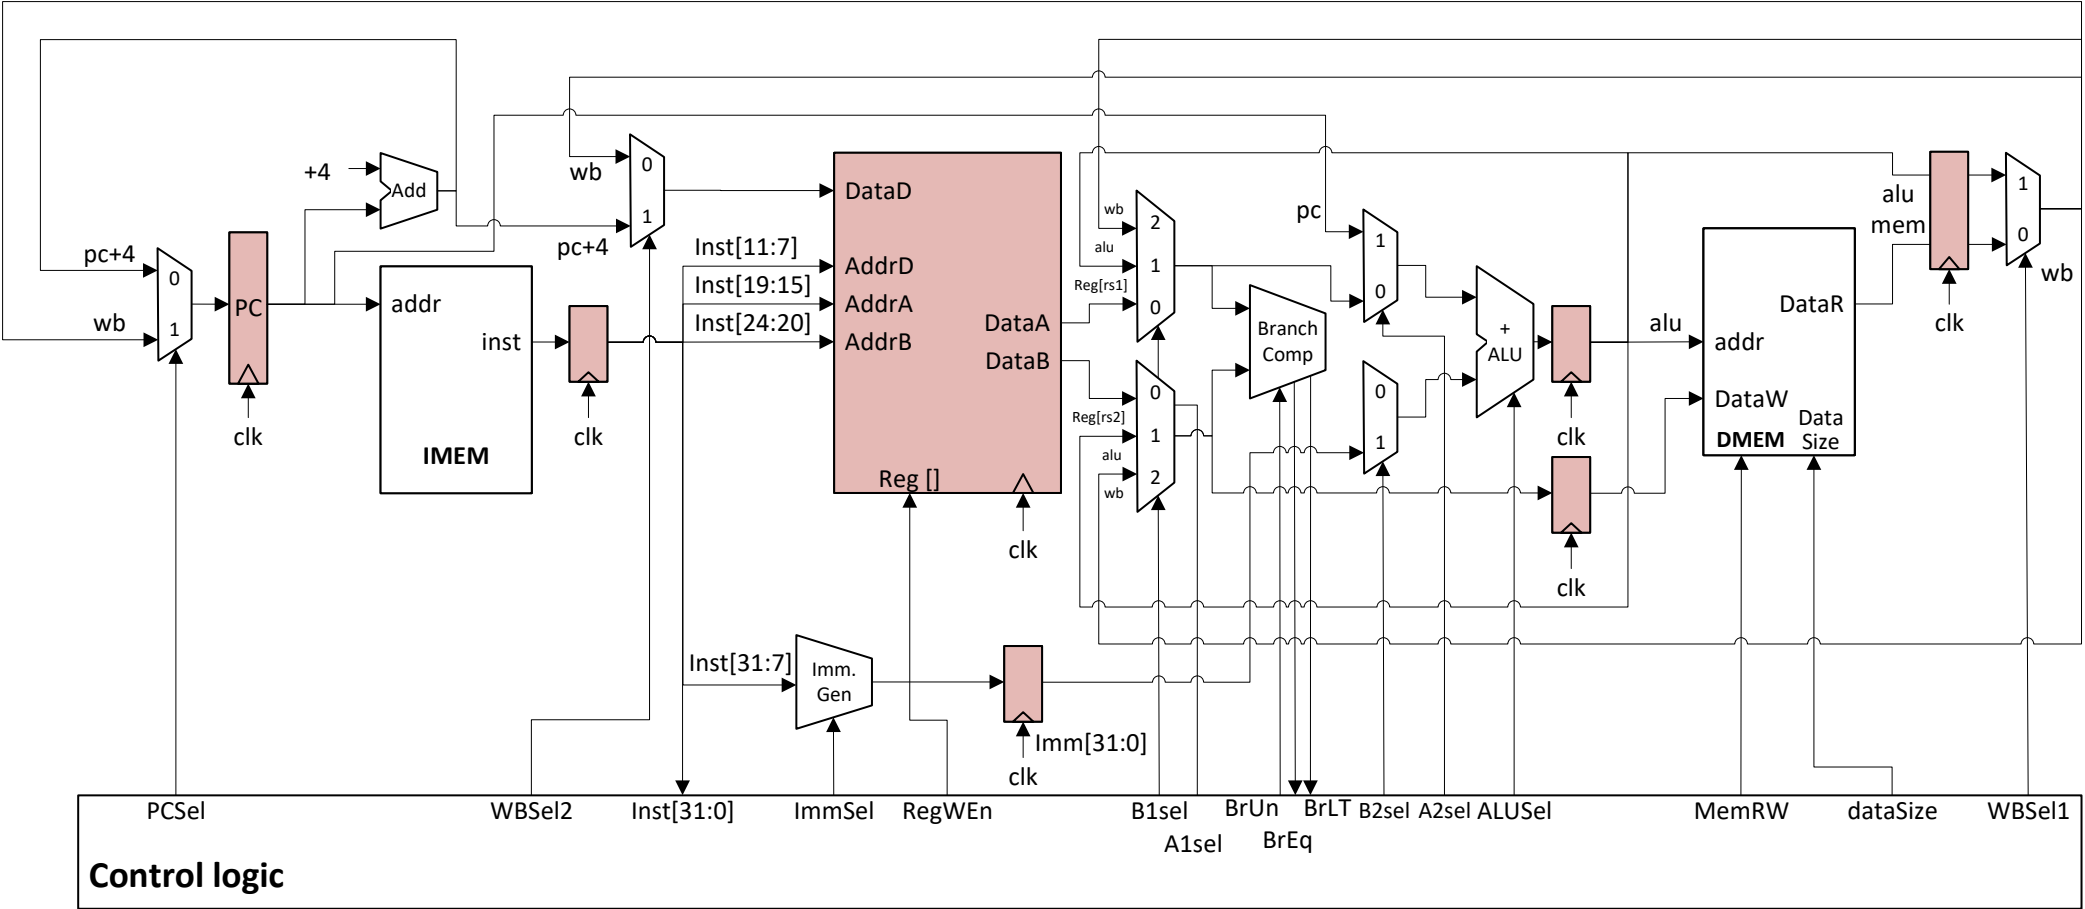 +4
Add
pc+4
wb
0
1
PC
clk
addr
inst
IMEM
clk
wb
pc+4
0
1
Inst[11:7]
Inst[19:15]
Inst[24:20]
DataD
AddrD
AddrA
AddrB
DataA
DataB
Reg []
clk
wb
alu
Reg[rs1]
2
1
0
Reg[rs2]
alu
wb
0
1
2
Branch
Comp
pc
1
0
0
1
+
ALU
clk
clk
alu
addr
DataW
DataR
DMEM
Data
Size
alu
mem
clk
1
0
wb
Inst[31:7]
Imm.
Gen
Imm[31:0]
clk
PCSel
WBSel2
Inst[31:0]
ImmSel
RegWEn
B1sel
A1sel
BrUn
BrEq
BrLT
B2sel
A2sel
ALUSel
MemRW
dataSize
WBSel1
Control logic